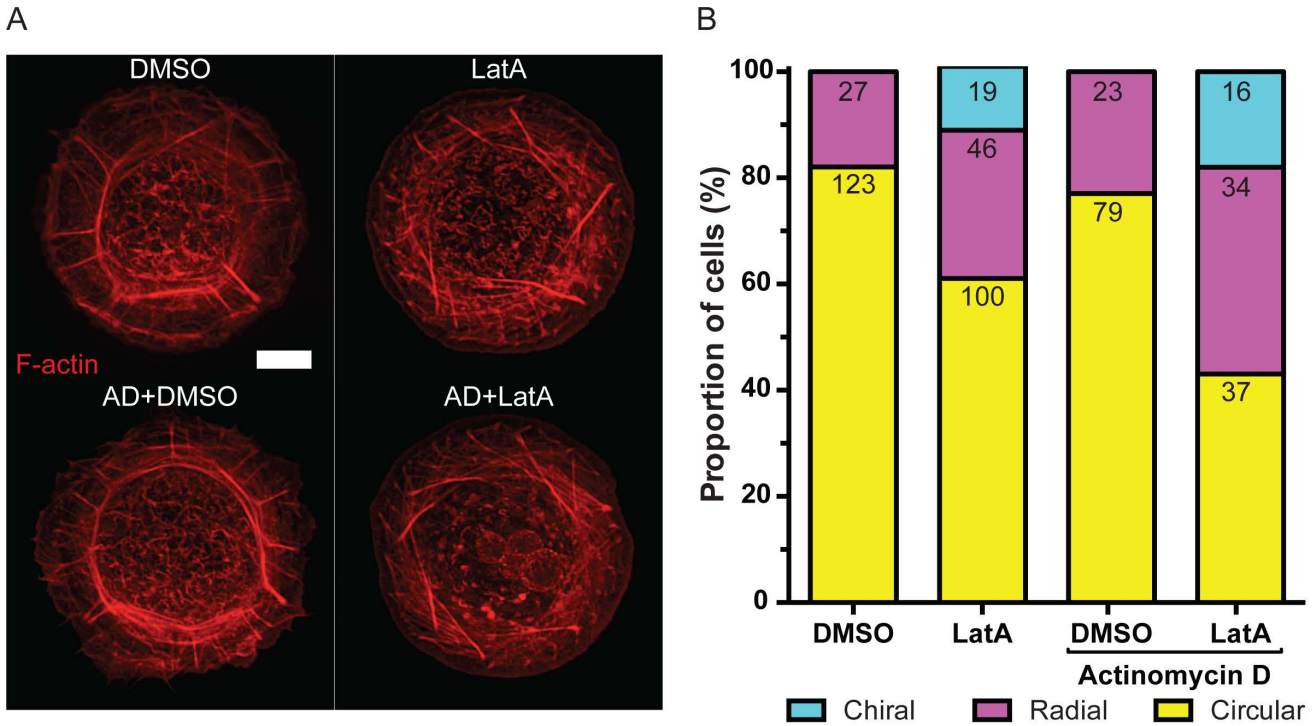 A
B
DMSO
LatA
F-actin
AD+DMSO
AD+LatA
Proportion of cells (%)
100
80
60
40
20
0
27
123
19
46
100
23
79
16
34
37
DMSO
LatA
DMSO
LatA
Actinomycin D
Chiral
Radial
Circular